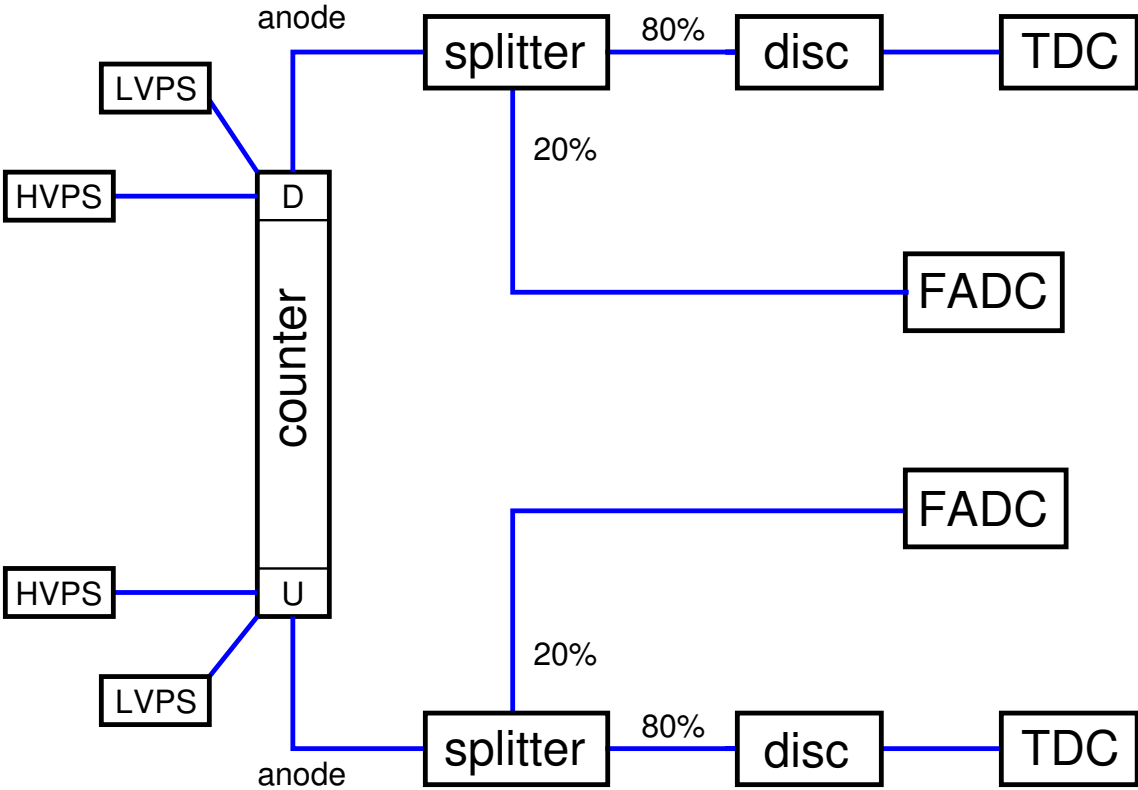 anode
splitter
80%
disc
TDC
LVPS
20%
HVPS
D
FADC
counter
FADC
HVPS
U
20%
LVPS
splitter
80%
disc
TDC
anode